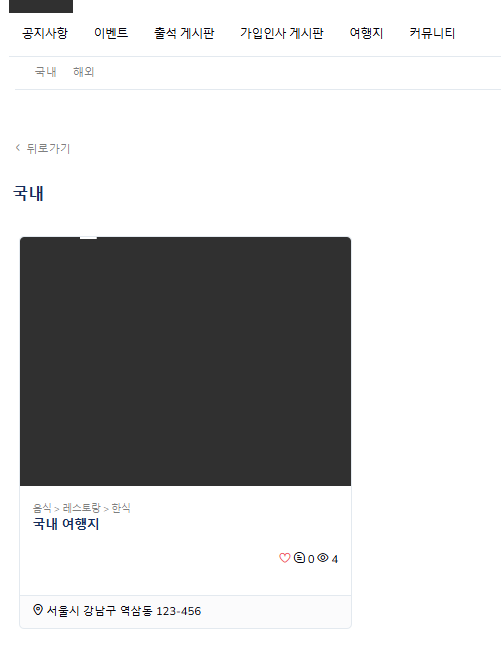 공지사항 이벤트 출석 게시판 가입인사 게시판 여행지 커뮤니티
국내 해외
뒤로가기
국내
음식 > 레스토랑 > 한식
국내 여행지
0 4
서울시 강남구 역삼동 123-456